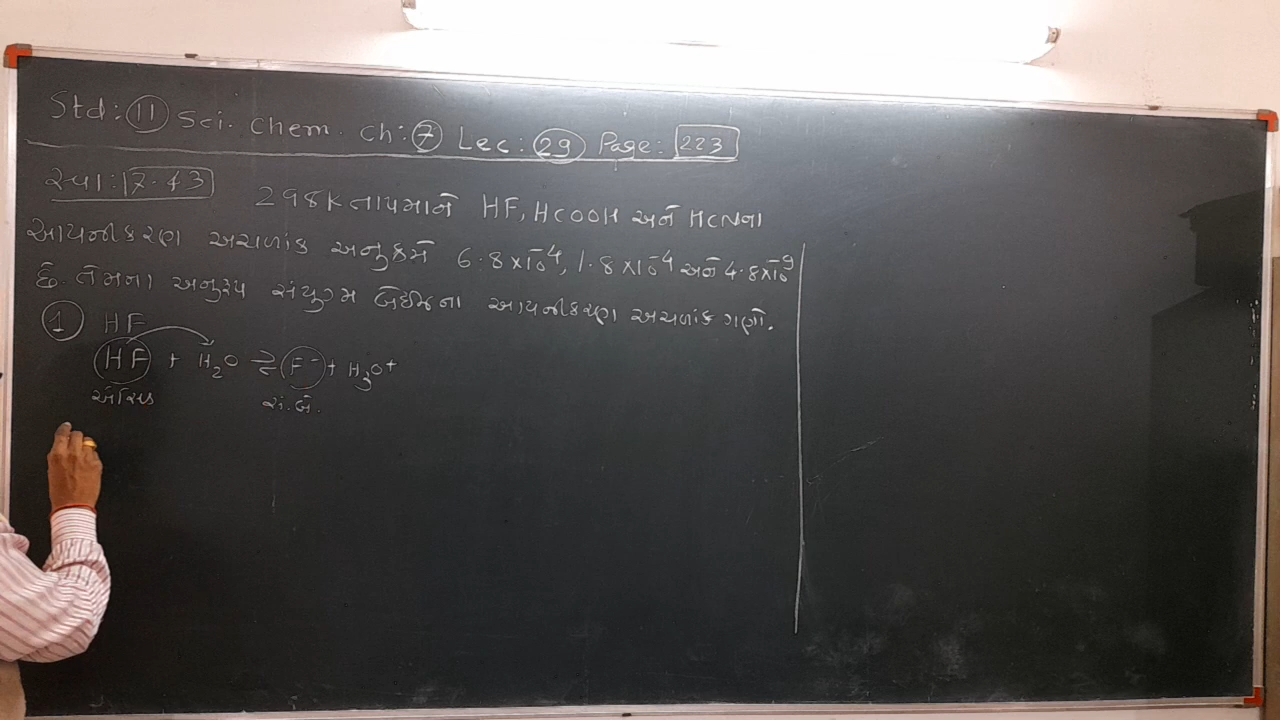 Std: 11 Sci. Chem. Ch: 7 Lec: 29 Page: 223
સ્વા: 7.43 298K તાપમાને HF, HCOOH અને HCNના
આયનીકરણ અચળાંક અનુક્રમે 6.8×10⁻⁴, 1.8×10⁻⁴ અને 4.8×10⁻⁹
છે. તેમના અનુરૂપ સંયુગ્મ બેઈઝના આયનીકરણ અચળાંક ગણો.
1 HF
HF + H₂O ⇌ F⁻ + H₃O⁺
ઍસિડ સં.બે.